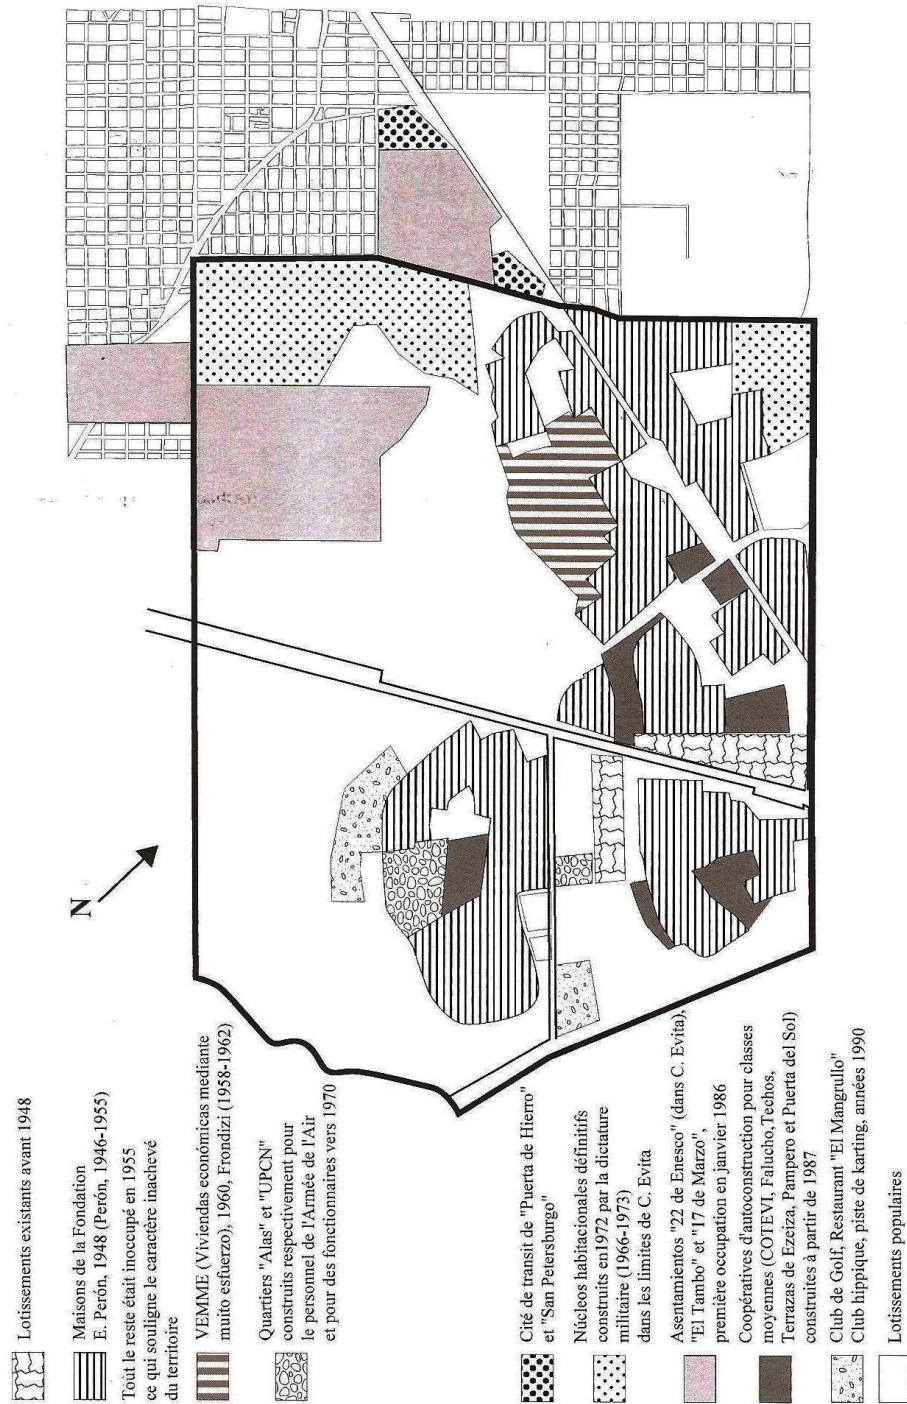 N
Lotissements existants avant 1948
Maisons de la Fondation
E. Perón, 1948 (Perón, 1946-1955)
Tout le reste était inoccupé en 1955
ce qui souligne le caractère inachevé
du territoire
VEMME (Viviendas económicas mediante
muito esfuerzo), 1960, Frondizi (1958-1962)
Quartiers "Alas" et "UPCN"
construits respectivement pour
le personnel de l'Armée de l'Air
et pour des fonctionnaires vers 1970
Cité de transit de "Puerta de Hierro"
et "San Petersburgo"
Núcleos habitacionales définitifs
construits en1972 par la dictature
militaire (1966-1973)
dans les limites de C. Evita
Asentamientos "22 de Enesco" (dans C. Evita),
"El Tambo" et "17 de Marzo",
première occupation en janvier 1986
Coopératives d'autoconstruction pour classes
moyennes (COTEVI, Falucho,Techos,
Terrazas de Ezeiza, Pampero et Puerta del Sol)
construites à partir de 1987
Club de Golf, Restaurant "El Mangrullo"
Club hippique, piste de karting, années 1990
Lotissements populaires